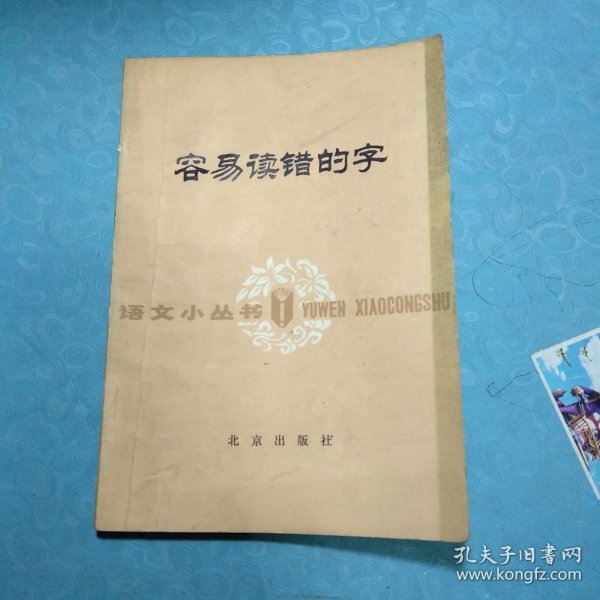 容易读错的字
语文小丛书 YUWEN XIAOCONGSHU
北京出版社
孔夫子旧书网
www.kongfz.com